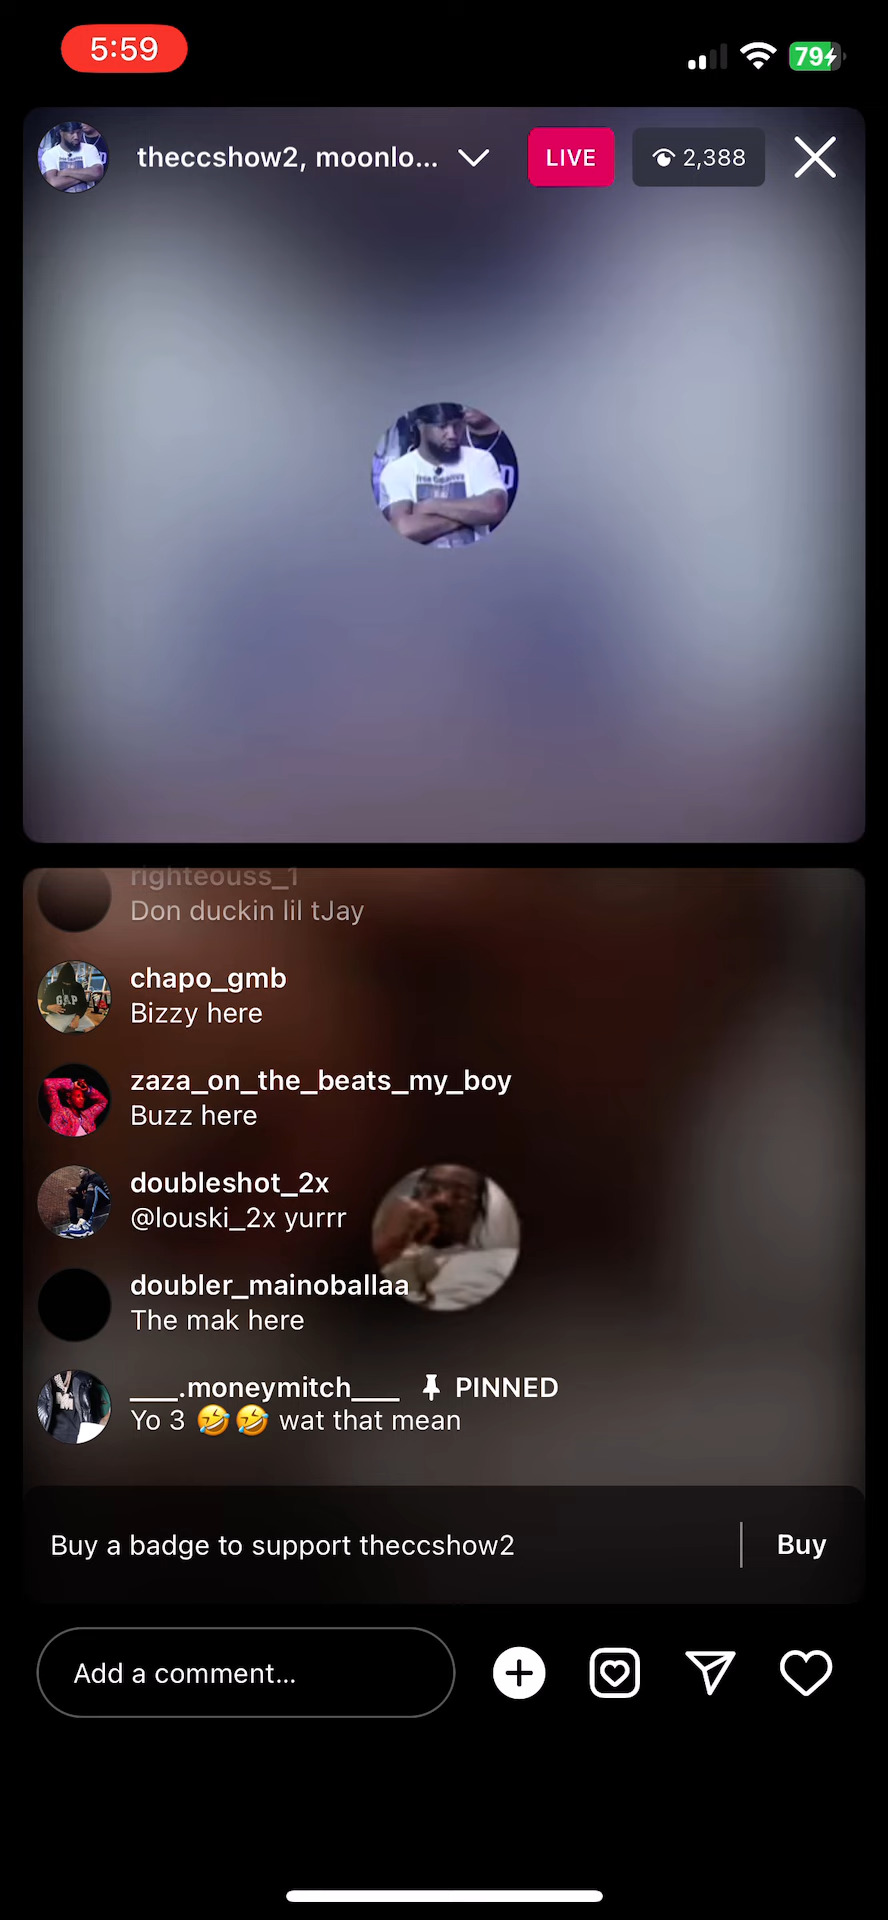 5:59
79
theccshow2, moonlo...
LIVE
2,388
righteouss_1
Don duckin lil tJay
chapo_gmb
Bizzy here
GAP
zaza_on_the_beats_my_boy
Buzz here
doubleshot_2x
@louski_2x yurrr
doubler_mainoballaa
The mak here
___.moneymitch___ PINNED
Yo 3 🤣🤣 wat that mean
Buy a badge to support theccshow2
Buy
Add a comment...